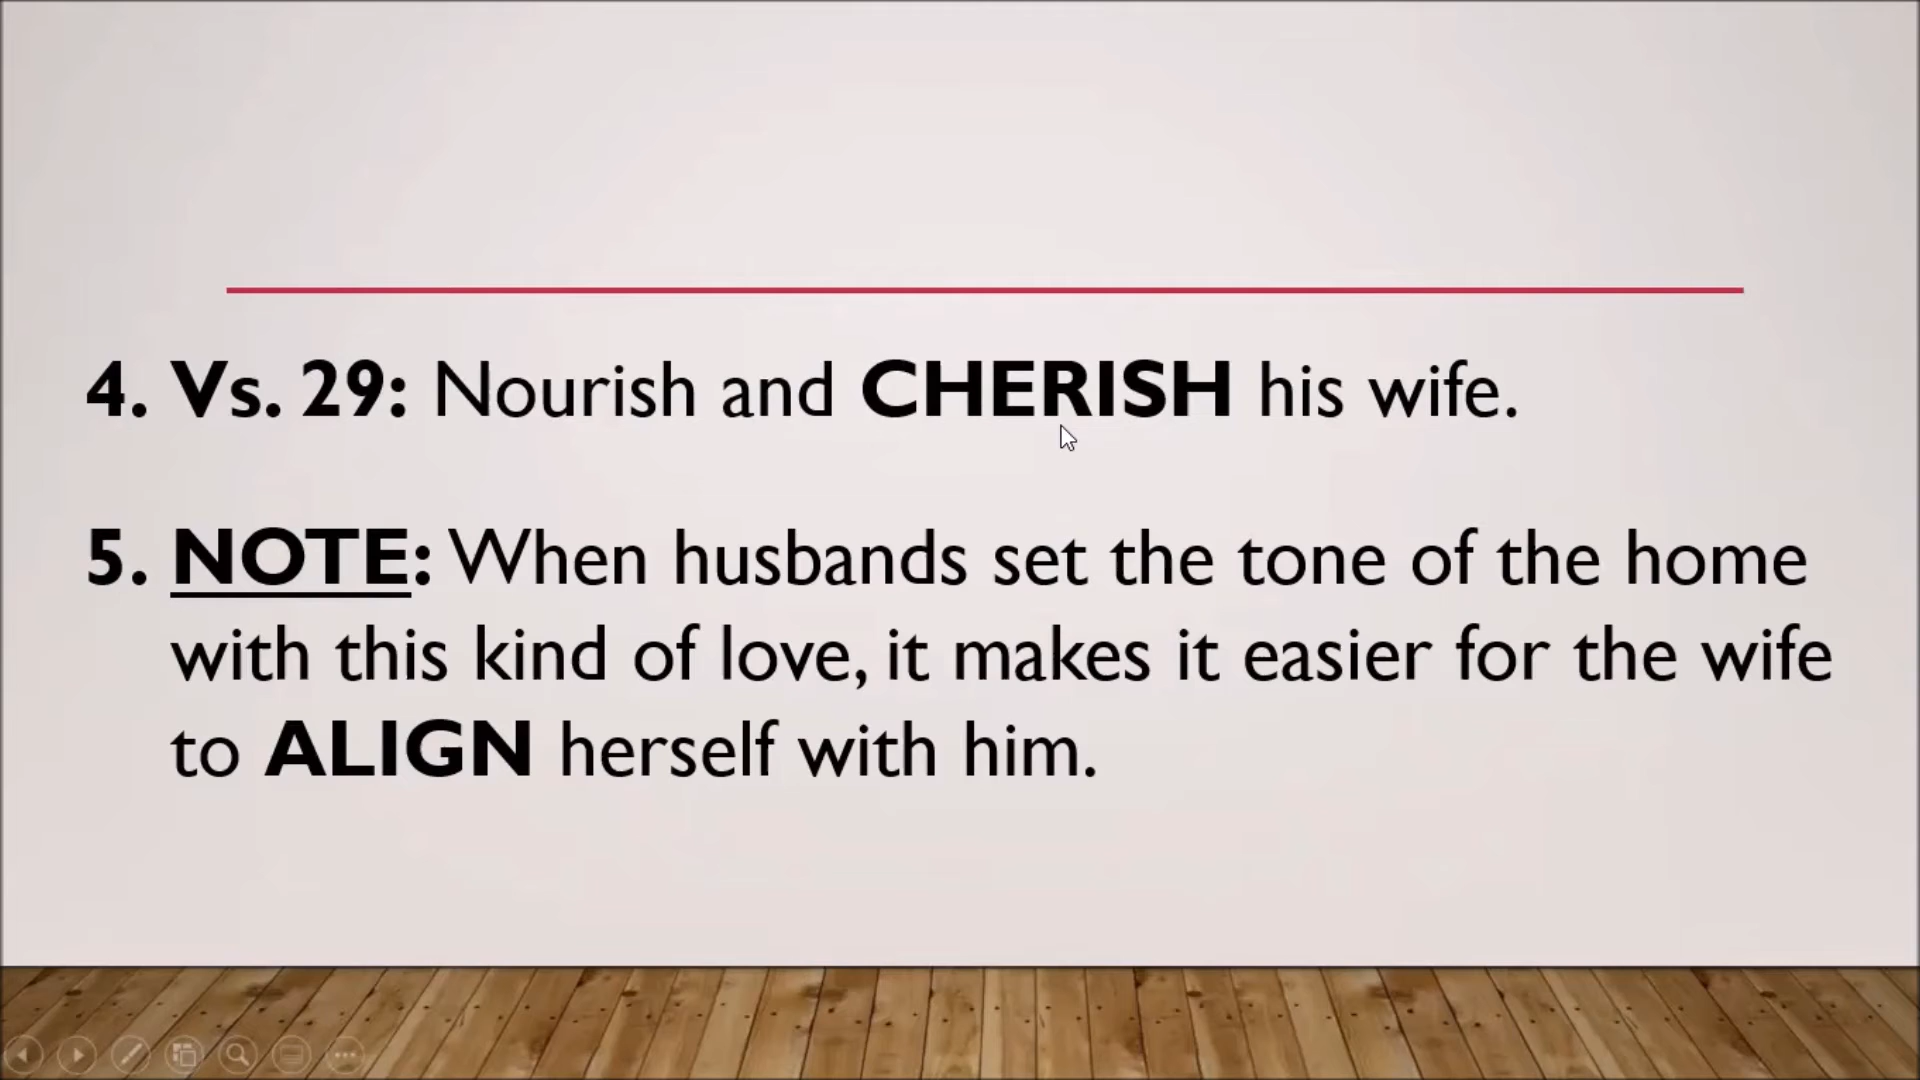 4. Vs. 29: Nourish and CHERISH his wife.
5. NOTE: When husbands set the tone of the home
with this kind of love, it makes it easier for the wife
to ALIGN herself with him.